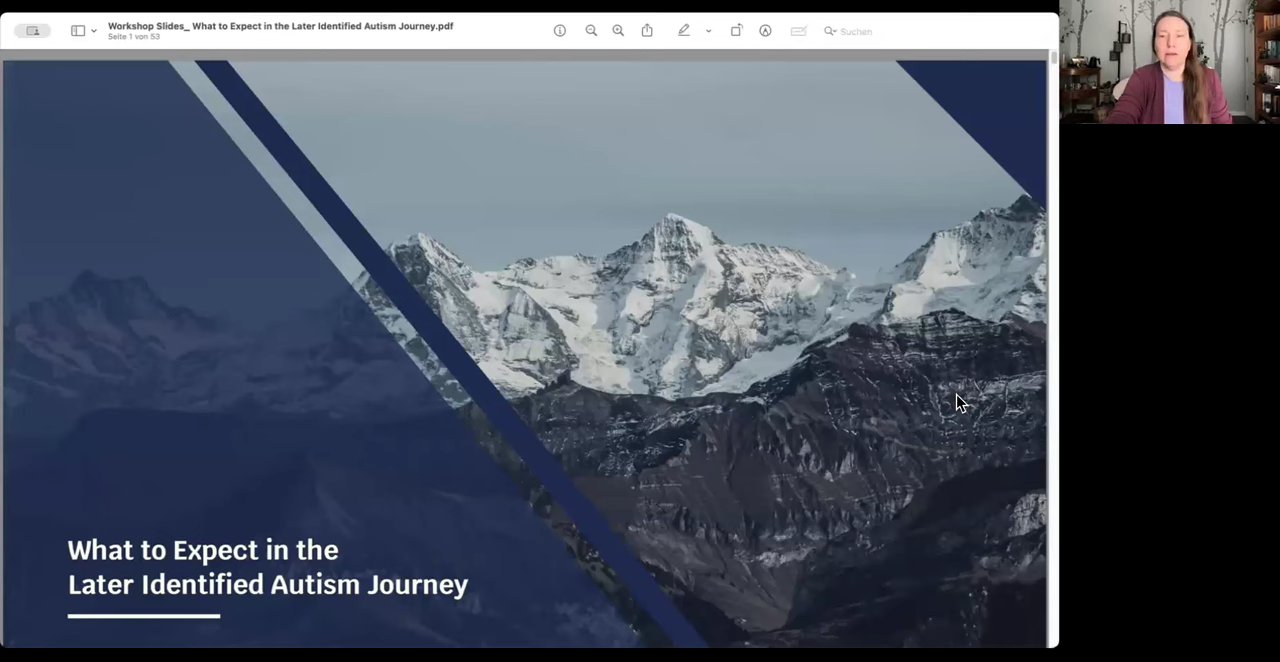 Workshop Slides_ What to Expect in the Later Identified Autism Journey.pdf
Seite 1 von 53
Suchen
What to Expect in the
Later Identified Autism Journey